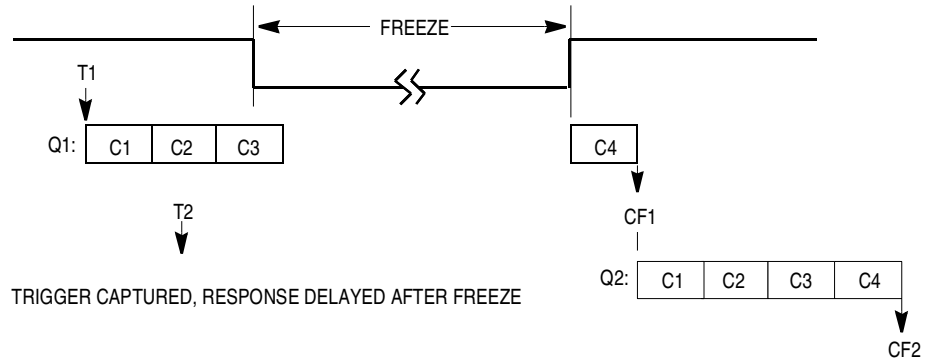 FREEZE
T1
Q1: C1 C2 C3 C4
T2
CF1
Q2: C1 C2 C3 C4
TRIGGER CAPTURED, RESPONSE DELAYED AFTER FREEZE
CF2